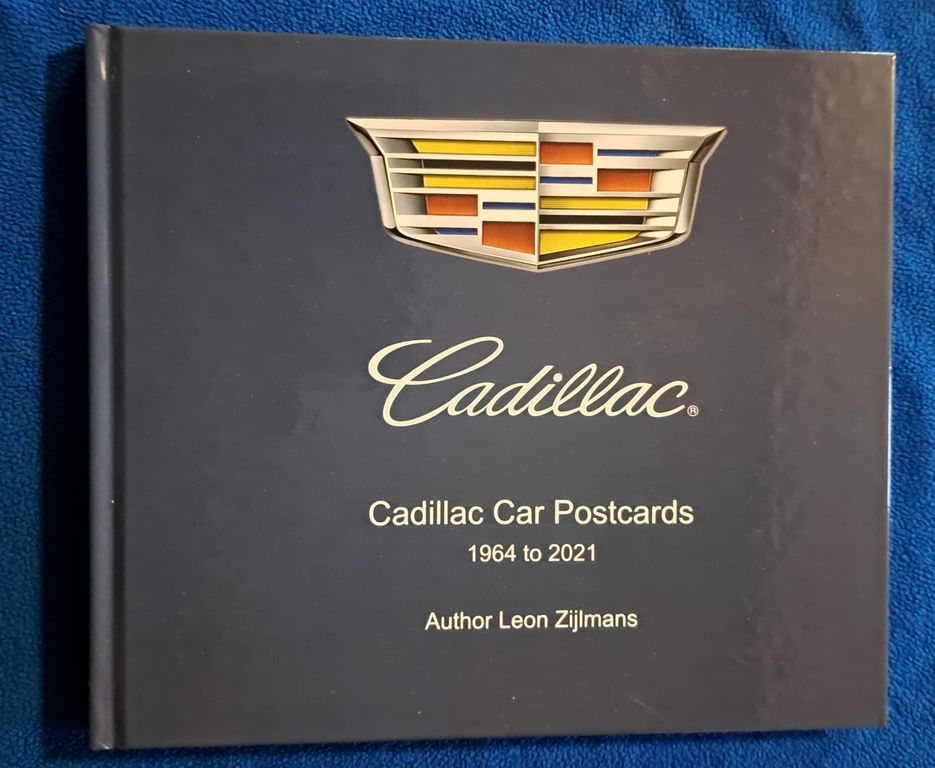 Cadillac®
Cadillac Car Postcards
1964 to 2021
Author Leon Zijlmans